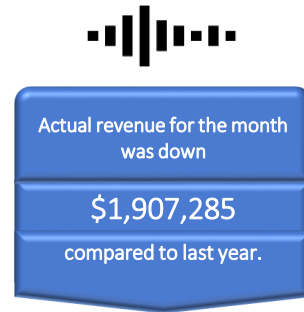 Actual revenue for the month
was down
$1,907,285
compared to last year.